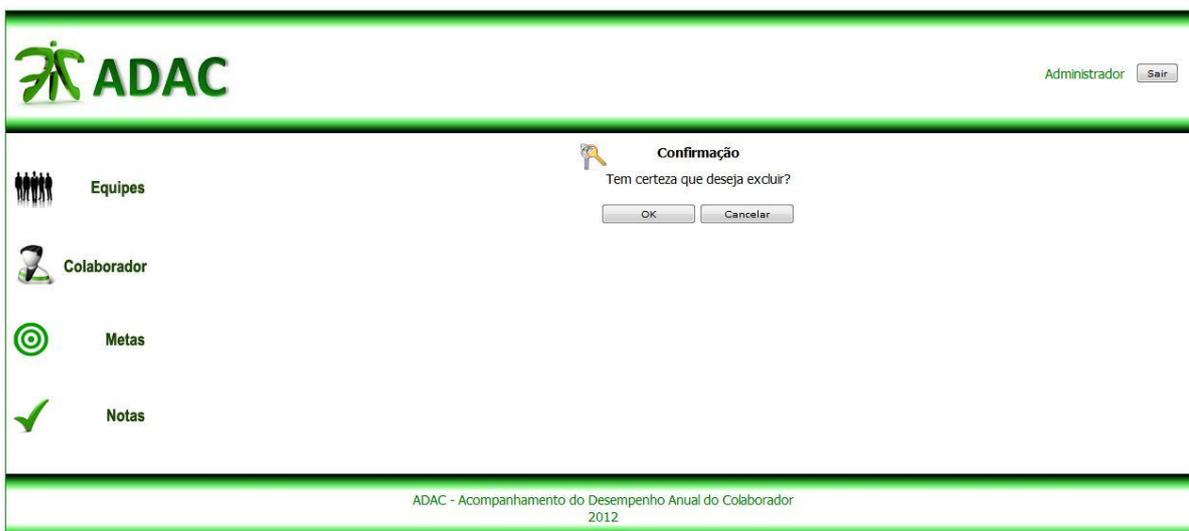 ADAC
Administrador Sair
Confirmação
Tem certeza que deseja excluir?
OK Cancelar
Equipes
Colaborador
Metas
Notas
ADAC - Acompanhamento do Desempenho Anual do Colaborador
2012